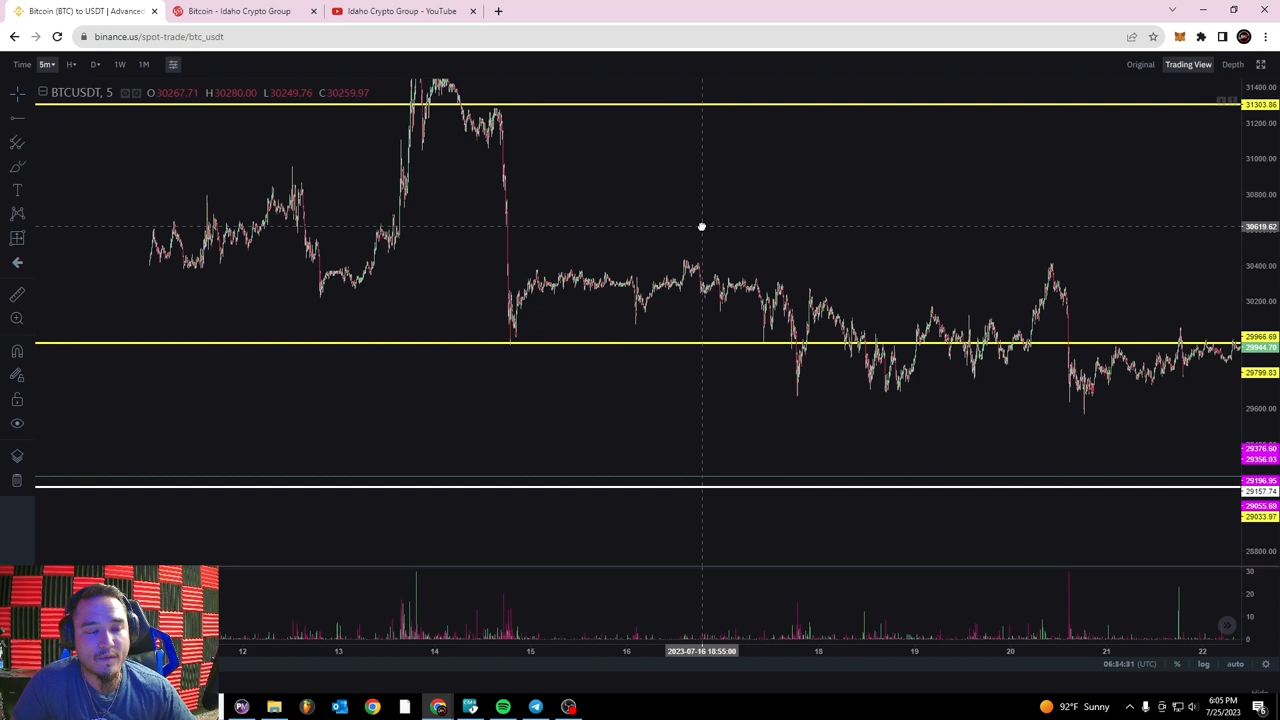 Bitcoin (BTC) to USDT | Advanced
Bitcoin - Idaho Crypto Group
Idaho Crypto Group - YouTube
binance.us/spot-trade/btc_usdt
Time 5m H D 1W 1M
Original Trading View Depth
BTCUSDT, 5 O30267.71 H30280.00 L30249.76 C30259.97
31400.00
31303.86
31200.00
31000.00
30800.00
30619.62
30400.00
30200.00
29966.69
29944.70
29799.83
29600.00
29376.60
29356.03
29196.95
29157.74
29055.69
29033.97
28800.00
30
20
10
0
12 13 14 15 16 2023-07-16 18:55:00 18 19 20 21 22
06:34:31 (UTC) % log auto
Hide
92°F Sunny
6:05 PM
7/25/2023
6